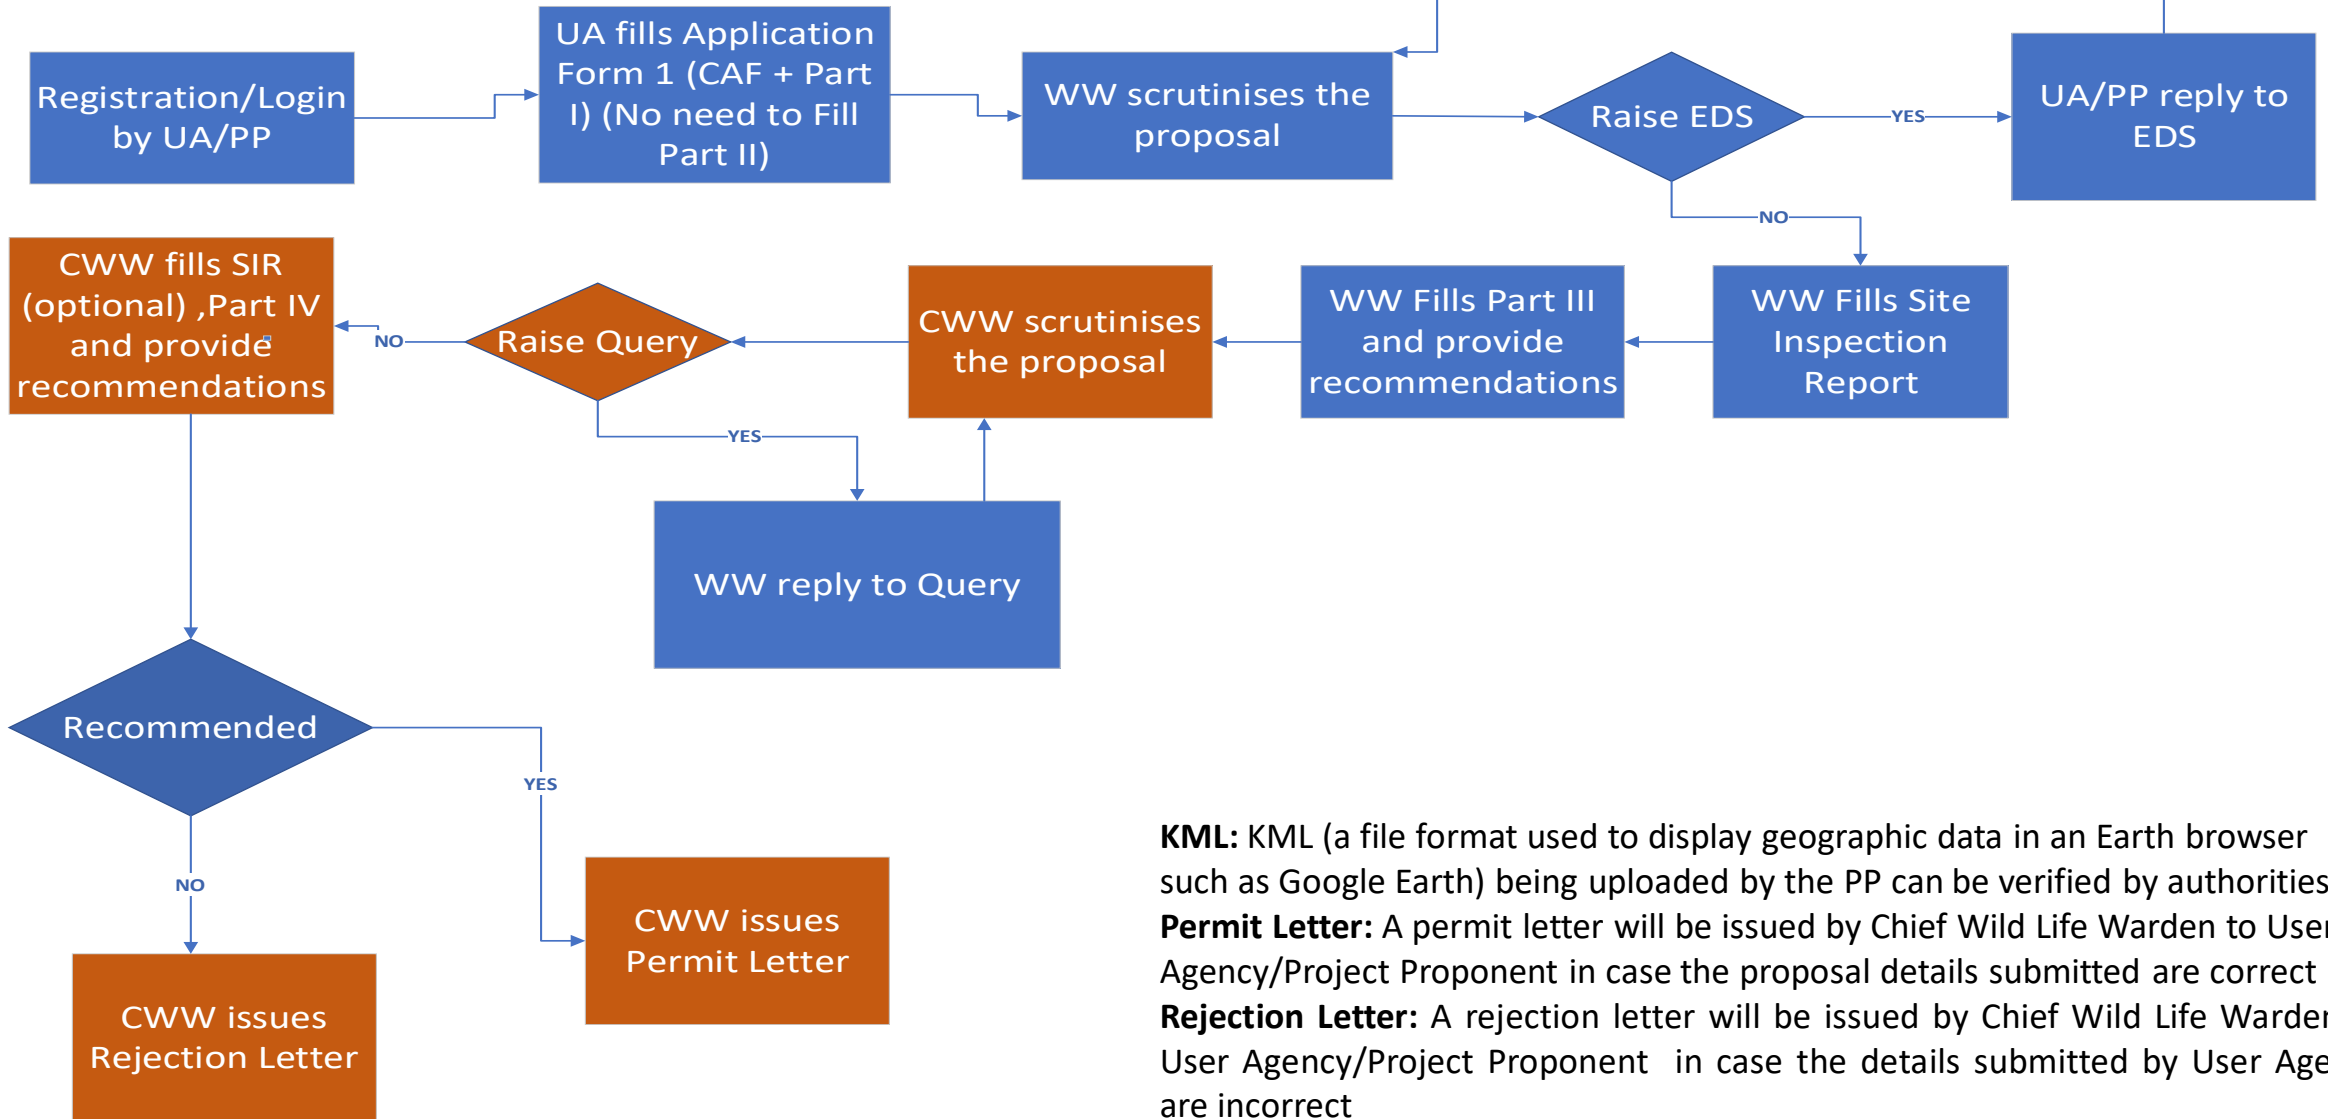 Registration/Login
by UA/PP
UA fills Application
Form 1 (CAF + Part
I) (No need to Fill
Part II)
WW scrutinises the
proposal
Raise EDS
YES
UA/PP reply to
EDS
NO
CWW fills SIR
(optional) ,Part IV
and provide
recommendations
NO
Raise Query
CWW scrutinises
the proposal
WW Fills Part III
and provide
recommendations
WW Fills Site
Inspection
Report
YES
WW reply to Query
Recommended
YES
NO
CWW issues
Permit Letter
CWW issues
Rejection Letter
KML: KML (a file format used to display geographic data in an Earth browser
such as Google Earth) being uploaded by the PP can be verified by authorities
Permit Letter: A permit letter will be issued by Chief Wild Life Warden to User
Agency/Project Proponent in case the proposal details submitted are correct
Rejection Letter: A rejection letter will be issued by Chief Wild Life Warden
User Agency/Project Proponent in case the details submitted by User Age
are incorrect